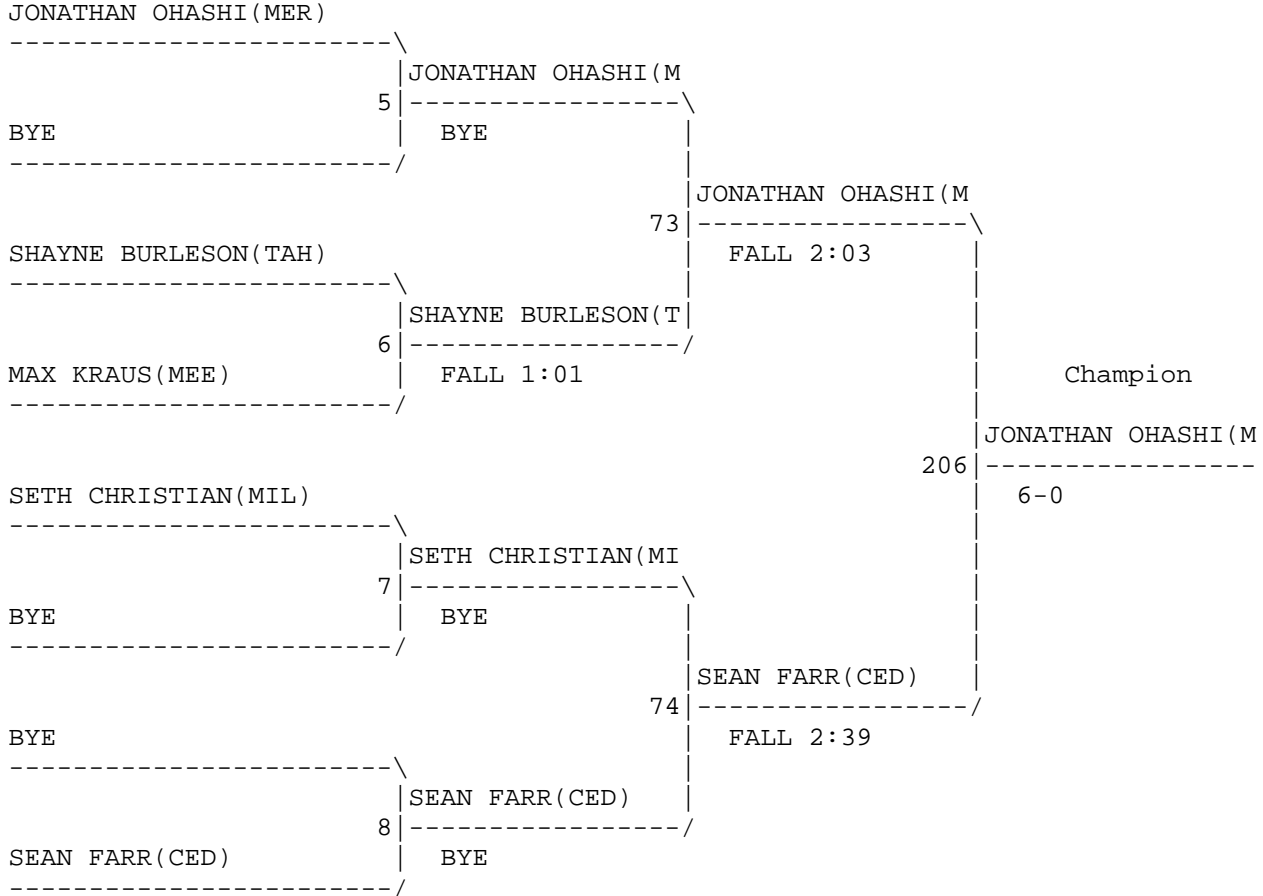 JONATHAN OHASHI(MER)
------------------------\
|JONATHAN OHASHI(M
5|-----------------\
BYE | BYE |
------------------------/ |
|JONATHAN OHASHI(M
73|-----------------\
SHAYNE BURLESON(TAH) | FALL 2:03 |
------------------------\ | |
|SHAYNE BURLESON(T| |
6|-----------------/ |
MAX KRAUS(MEE) | FALL 1:01 | Champion
------------------------/ |
|JONATHAN OHASHI(M
206|-----------------
SETH CHRISTIAN(MIL) | 6-0
------------------------\ |
|SETH CHRISTIAN(MI |
7|-----------------\ |
BYE | BYE | |
------------------------/ | |
|SEAN FARR(CED) |
74|-----------------/
BYE | FALL 2:39
------------------------\ |
|SEAN FARR(CED) |
8|-----------------/
SEAN FARR(CED) | BYE
------------------------/